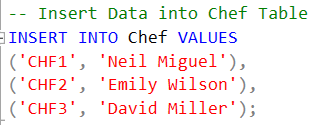 -- Insert Data into Chef Table
INSERT INTO Chef VALUES
('CHF1', 'Neil Miguel'),
('CHF2', 'Emily Wilson'),
('CHF3', 'David Miller');